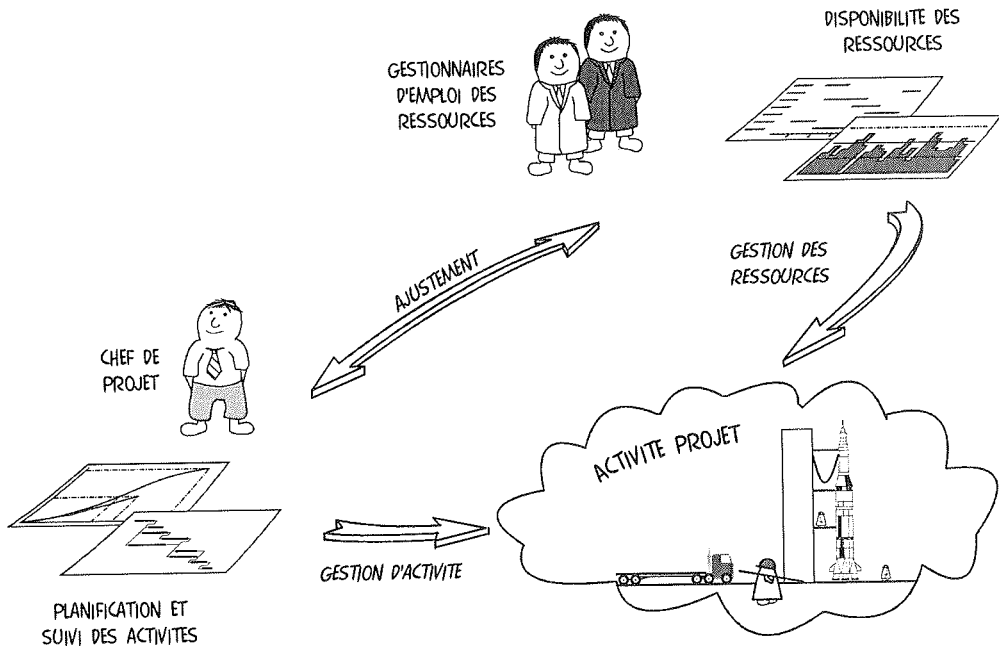 DISPONIBILITE DES
RESSOURCES
GESTIONNAIRES
D'EMPLOI DES
RESSOURCES
GESTION DES
RESSOURCES
AJUSTEMENT
CHEF DE
PROJET
ACTIVITE PROJET
GESTION D'ACTIVITE
PLANIFICATION ET
SUIVI DES ACTIVITES